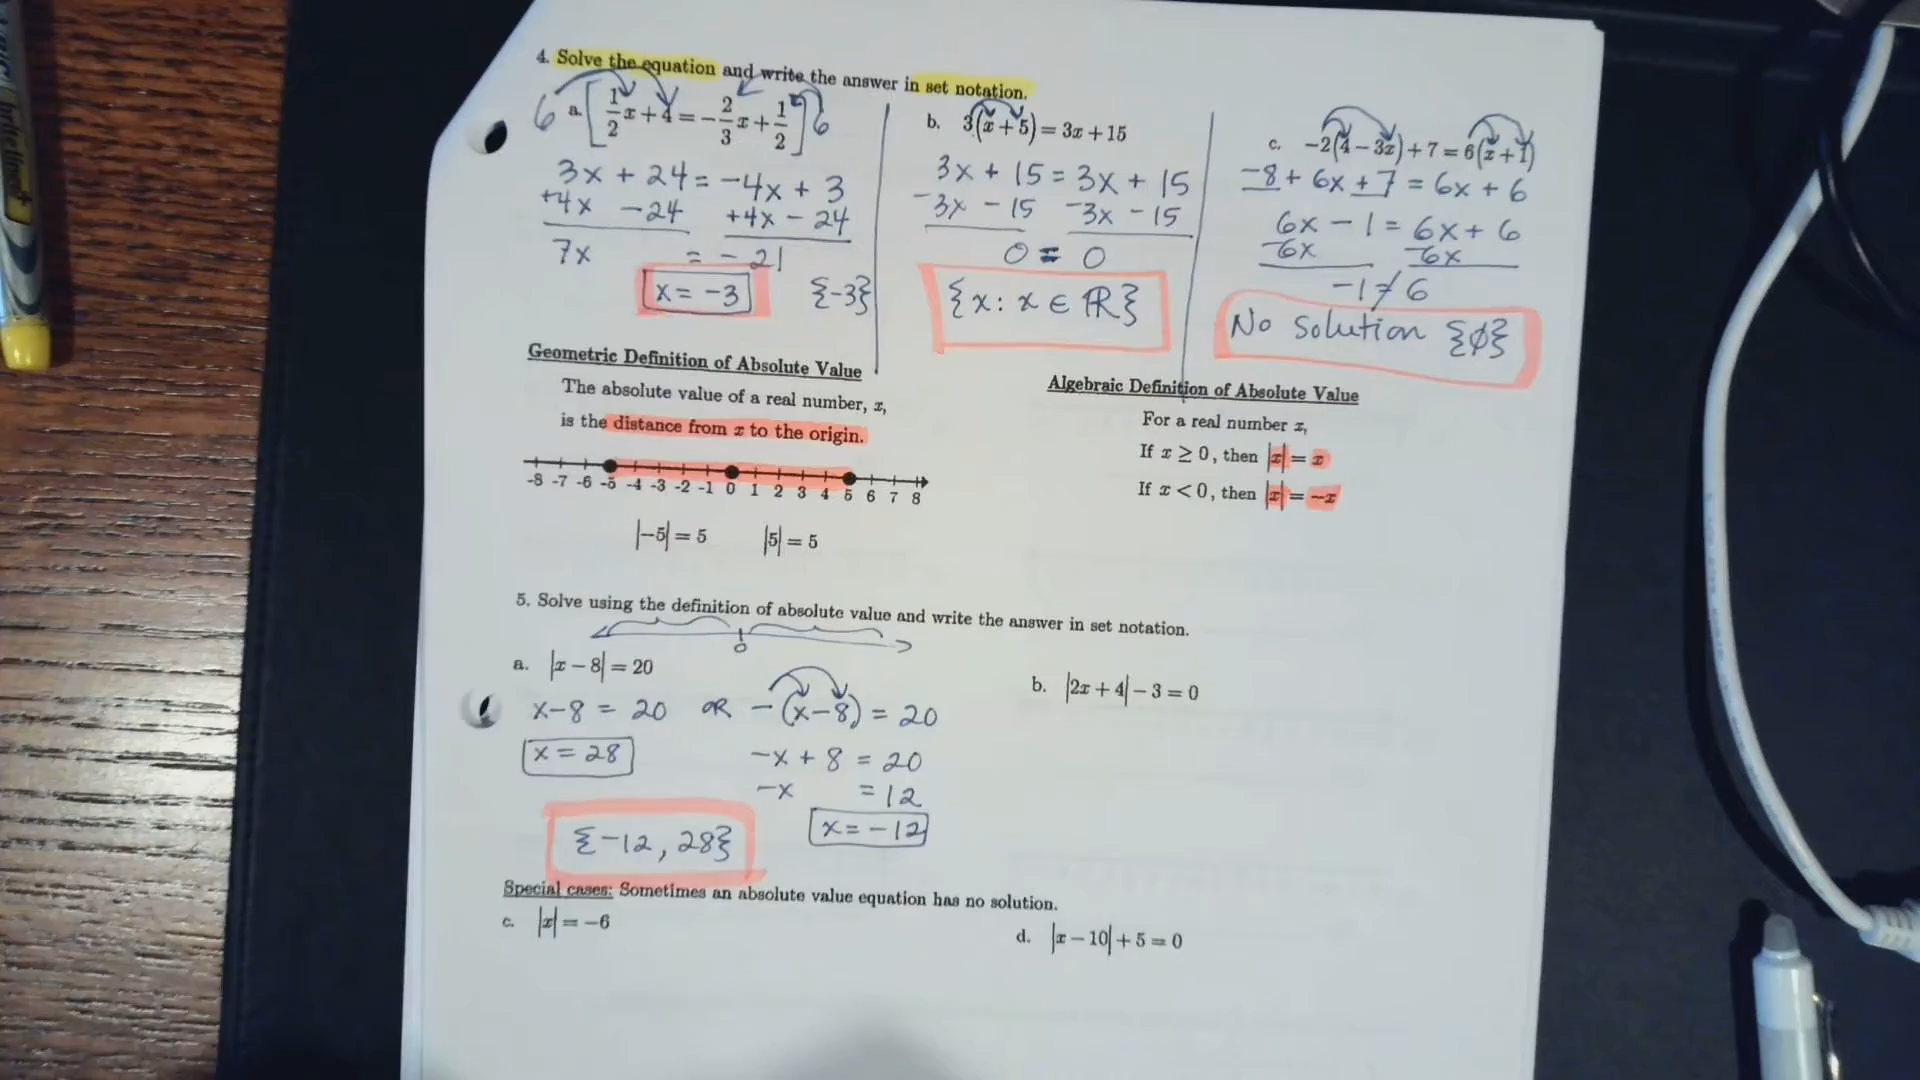 4. Solve the equation and write the answer in set notation.
6 a. [1/2 x + 4 = -2/3 x + 1/2] 6
3x + 24 = -4x + 3
+4x - 24 +4x - 24
7x = -21
x = -3 {-3}
b. 3(x + 5) = 3x + 15
3x + 15 = 3x + 15
-3x - 15 -3x - 15
0 = 0
{x: x ∈ ℝ}
c. -2(4 - 3x) + 7 = 6(x + 1)
-8 + 6x + 7 = 6x + 6
6x - 1 = 6x + 6
-6x -6x
-1 ≠ 6
No solution {∅}
Geometric Definition of Absolute Value
The absolute value of a real number, x,
is the distance from x to the origin.
-8 -7 -6 -5 -4 -3 -2 -1 0 1 2 3 4 5 6 7 8
|-5| = 5 |5| = 5
Algebraic Definition of Absolute Value
For a real number x,
If x ≥ 0, then |x| = x
If x < 0, then |x| = -x
5. Solve using the definition of absolute value and write the answer in set notation.
0
a. |x - 8| = 20
x-8 = 20 OR -(x-8) = 20
x = 28
-x + 8 = 20
-x = 12
x = -12
{-12, 28}
b. |2x + 4| - 3 = 0
Special cases: Sometimes an absolute value equation has no solution.
c. |x| = -6
d. |x - 10| + 5 = 0